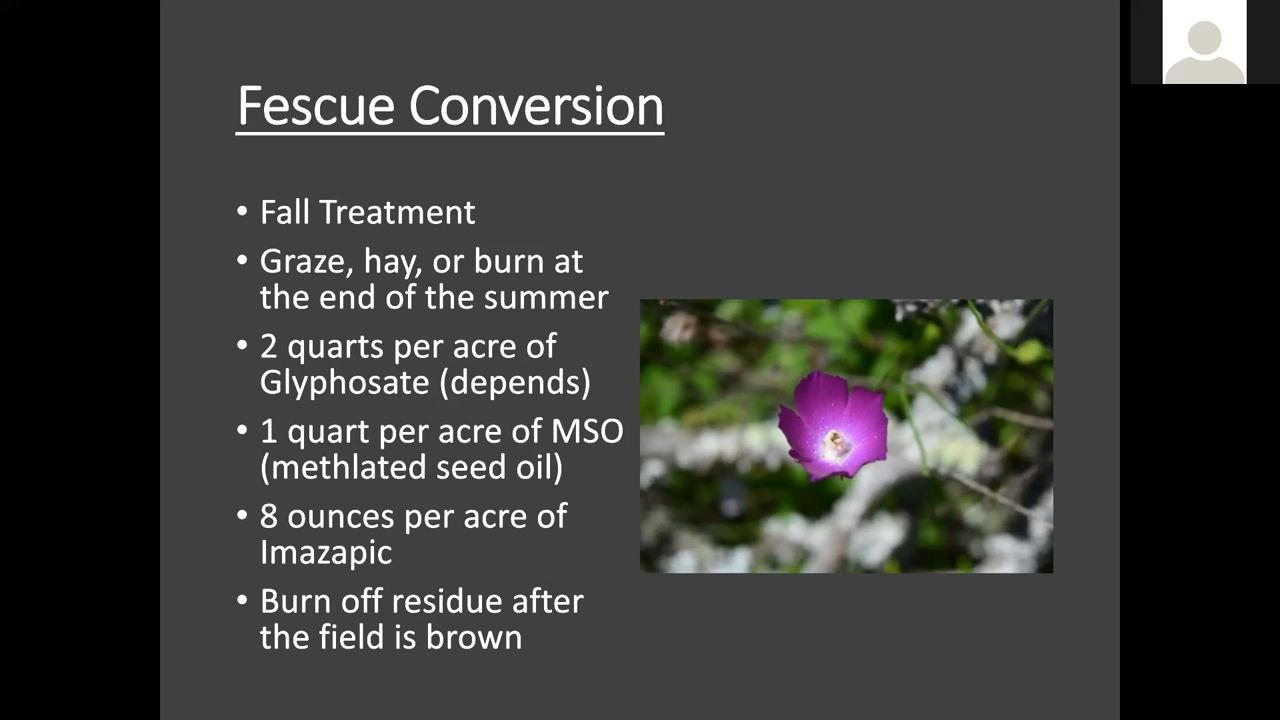 Fescue Conversion
• Fall Treatment
• Graze, hay, or burn at
the end of the summer
• 2 quarts per acre of
Glyphosate (depends)
• 1 quart per acre of MSO
(methlated seed oil)
• 8 ounces per acre of
Imazapic
• Burn off residue after
the field is brown